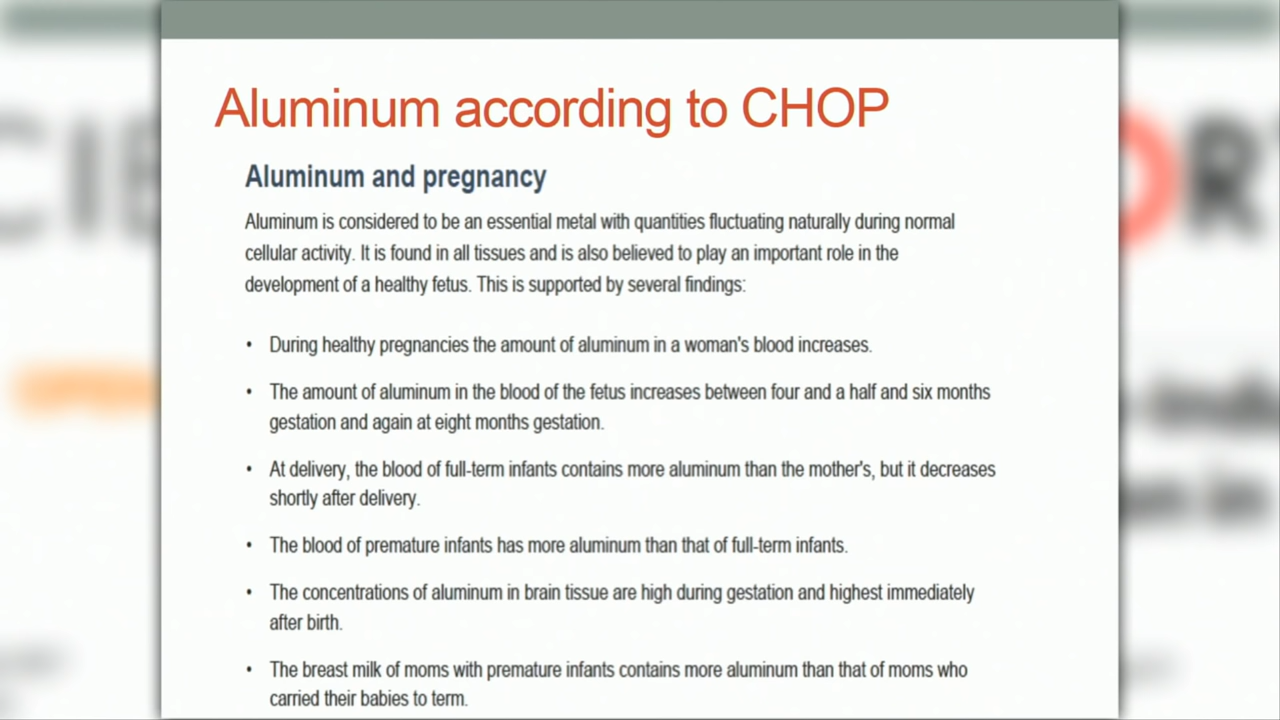 Aluminum according to CHOP
Aluminum and pregnancy
Aluminum is considered to be an essential metal with quantities fluctuating naturally during normal
cellular activity. It is found in all tissues and is also believed to play an important role in the
development of a healthy fetus. This is supported by several findings:
• During healthy pregnancies the amount of aluminum in a woman's blood increases.
• The amount of aluminum in the blood of the fetus increases between four and a half and six months
gestation and again at eight months gestation.
• At delivery, the blood of full-term infants contains more aluminum than the mother's, but it decreases
shortly after delivery.
• The blood of premature infants has more aluminum than that of full-term infants.
• The concentrations of aluminum in brain tissue are high during gestation and highest immediately
after birth.
• The breast milk of moms with premature infants contains more aluminum than that of moms who
carried their babies to term.